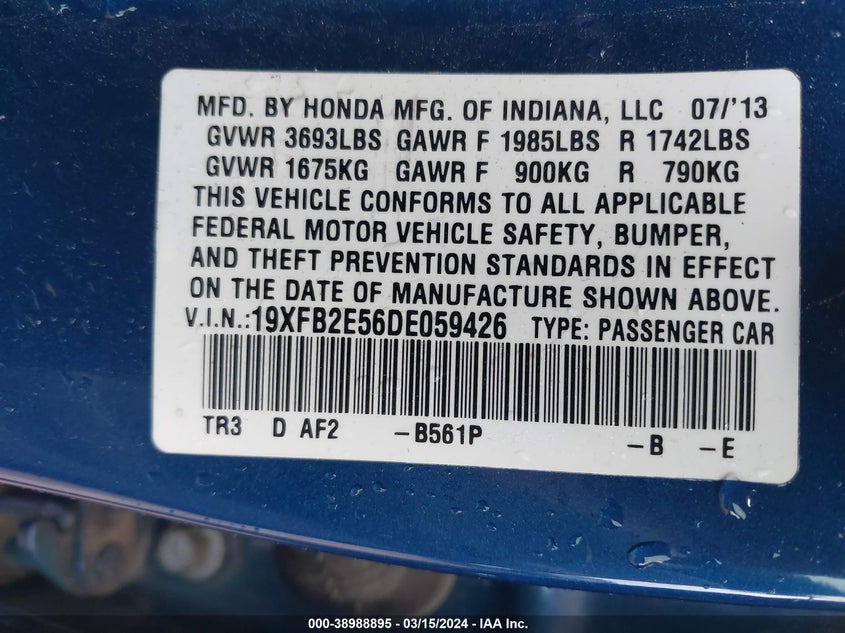 MFD. BY HONDA MFG. OF INDIANA, LLC 07/'13
GVWR 3693LBS GAWR F 1985LBS R 1742LBS
GVWR 1675KG GAWR F 900KG R 790KG
THIS VEHICLE CONFORMS TO ALL APPLICABLE
FEDERAL MOTOR VEHICLE SAFETY, BUMPER,
AND THEFT PREVENTION STANDARDS IN EFFECT
ON THE DATE OF MANUFACTURE SHOWN ABOVE.
V.I.N.:19XFB2E56DE059426 TYPE: PASSENGER CAR
TR3 D AF2 –B561P –B –E
000-38988895 - 03/15/2024 - IAA Inc.